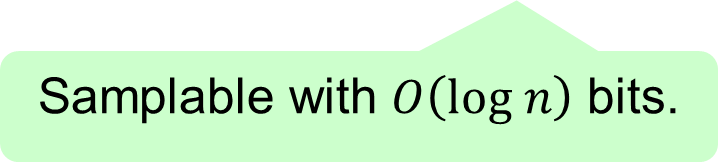 Samplable with O(log n) bits.